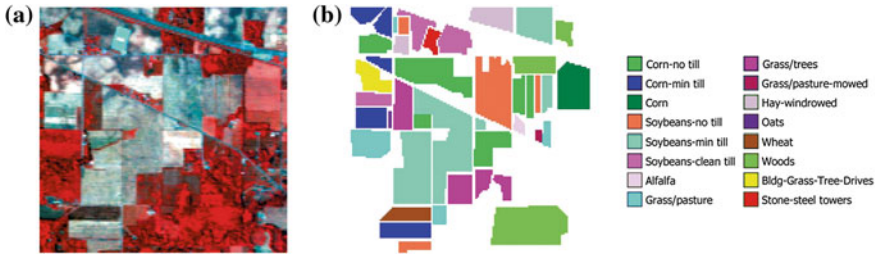 (a)
(b)
Corn-no till
Corn-min till
Corn
Soybeans-no till
Soybeans-min till
Soybeans-clean till
Alfalfa
Grass/pasture
Grass/trees
Grass/pasture-mowed
Hay-windrowed
Oats
Wheat
Woods
Bldg-Grass-Tree-Drives
Stone-steel towers